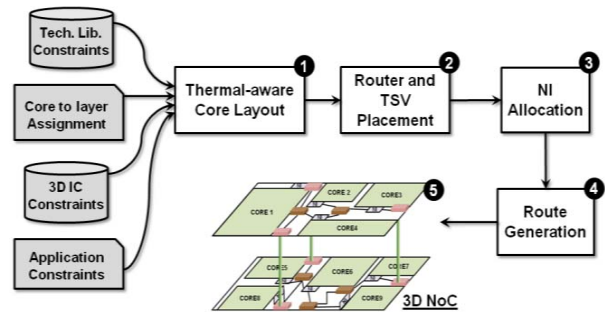 Tech. Lib.
Constraints
Core to layer
Assignment
3D IC
Constraints
Application
Constraints
1
Thermal-aware
Core Layout
2
Router and
TSV
Placement
3
NI
Allocation
4
Route
Generation
5
CORE 1
CORE 2
CORE3
CORE4
CORE5
CORE6
CORE7
CORE8
CORE9
3D NoC